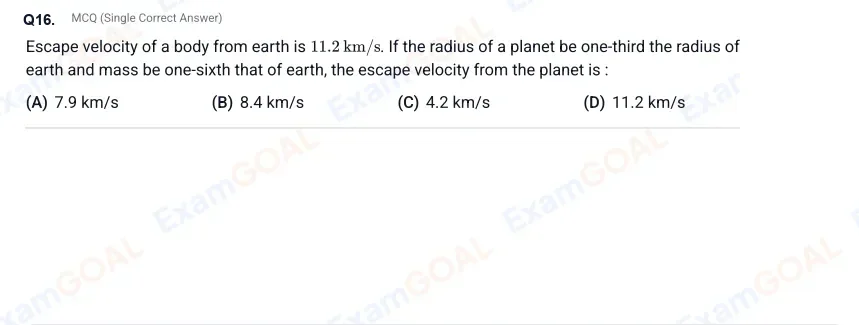 Q16. MCQ (Single Correct Answer)
Escape velocity of a body from earth is 11.2 km/s. If the radius of a planet be one-third the radius of
earth and mass be one-sixth that of earth, the escape velocity from the planet is :
(A) 7.9 km/s (B) 8.4 km/s (C) 4.2 km/s (D) 11.2 km/s
ExamGOAL ExamGOAL
ExamGOAL ExamGOAL ExamGOAL